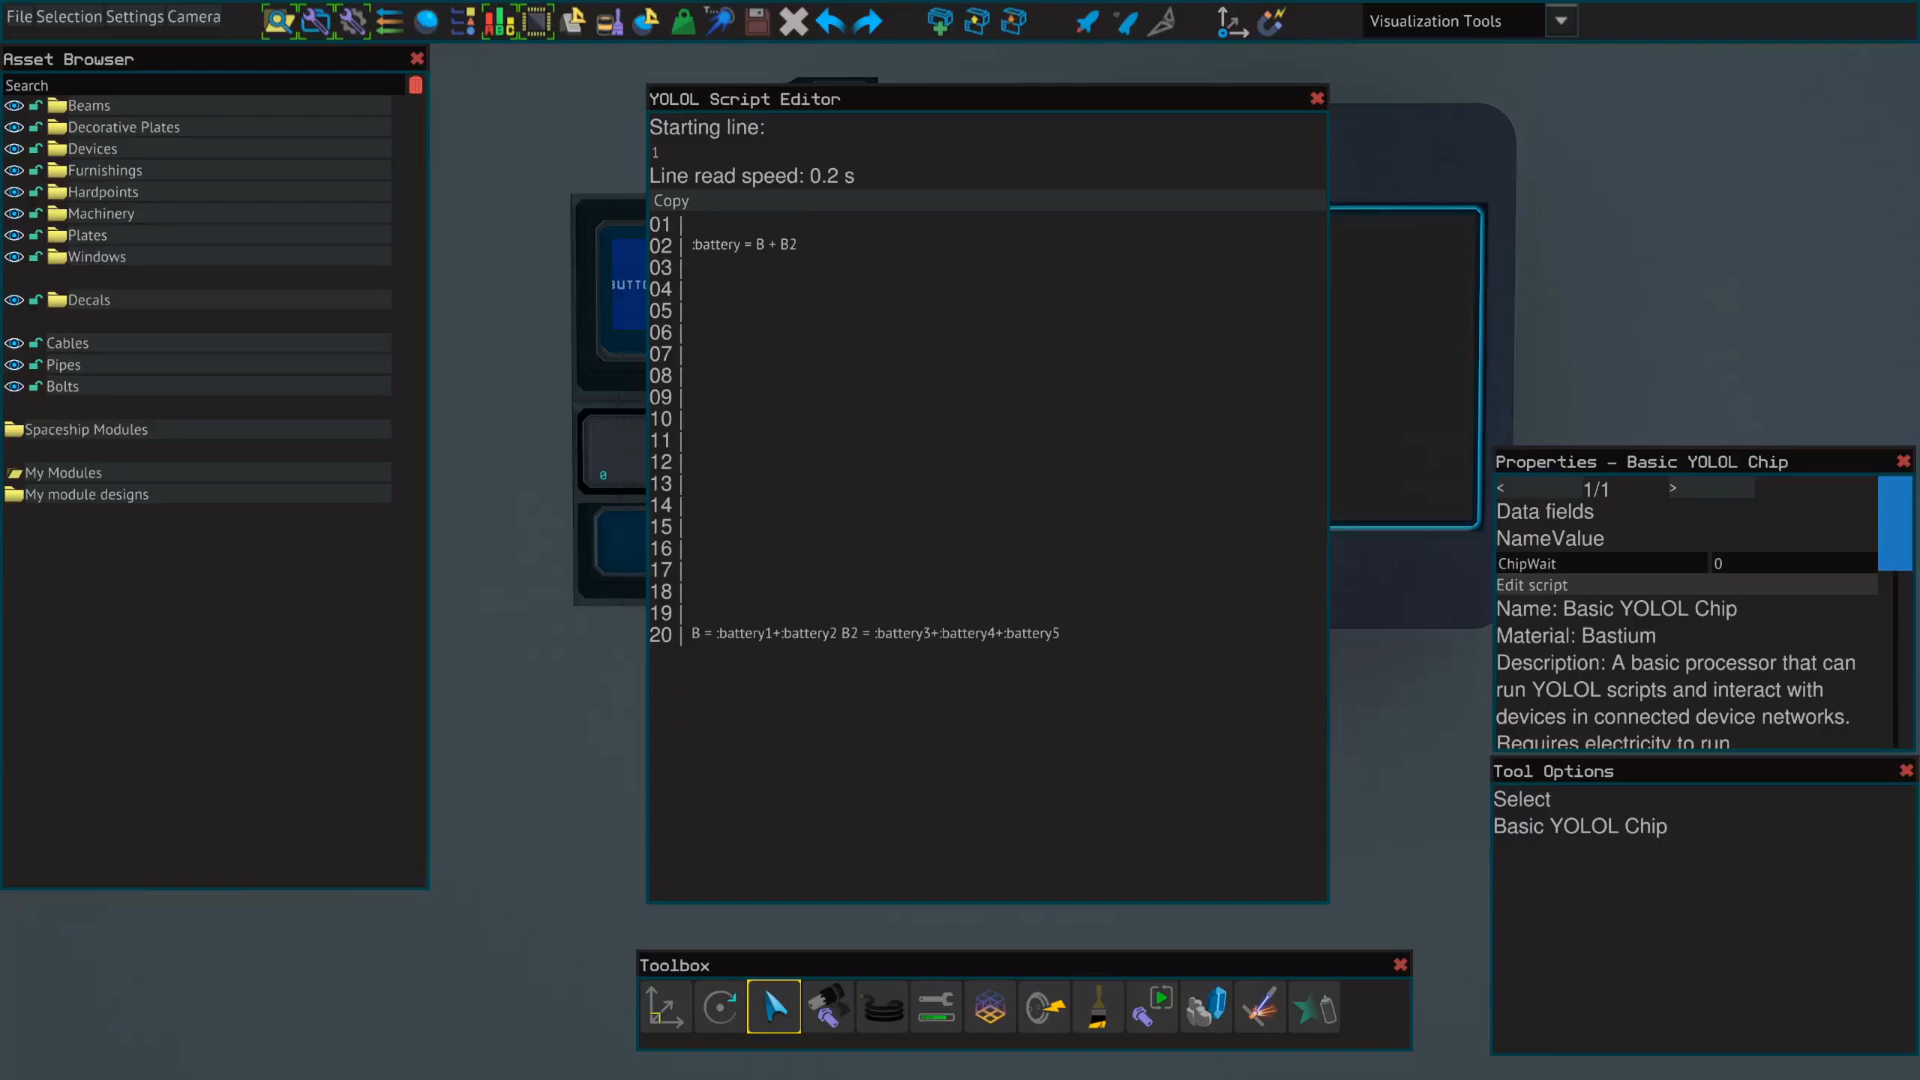 File Selection Settings Camera
Visualization Tools
Asset Browser
Search
Beams
Decorative Plates
Devices
Furnishings
Hardpoints
Machinery
Plates
Windows
Decals
Cables
Pipes
Bolts
Spaceship Modules
My Modules
My module designs
BUTTO
0
YOLOL Script Editor
Starting line:
1
Line read speed: 0.2 s
Copy
01
02 :battery = B + B2
03
04
05
06
07
08
09
10
11
12
13
14
15
16
17
18
19
20 B = :battery1+:battery2 B2 = :battery3+:battery4+:battery5
Properties - Basic YOLOL Chip
< 1/1 >
Data fields
NameValue
ChipWait 0
Edit script
Name: Basic YOLOL Chip
Material: Bastium
Description: A basic processor that can
run YOLOL scripts and interact with
devices in connected device networks.
Requires electricity to run
Tool Options
Select
Basic YOLOL Chip
Toolbox